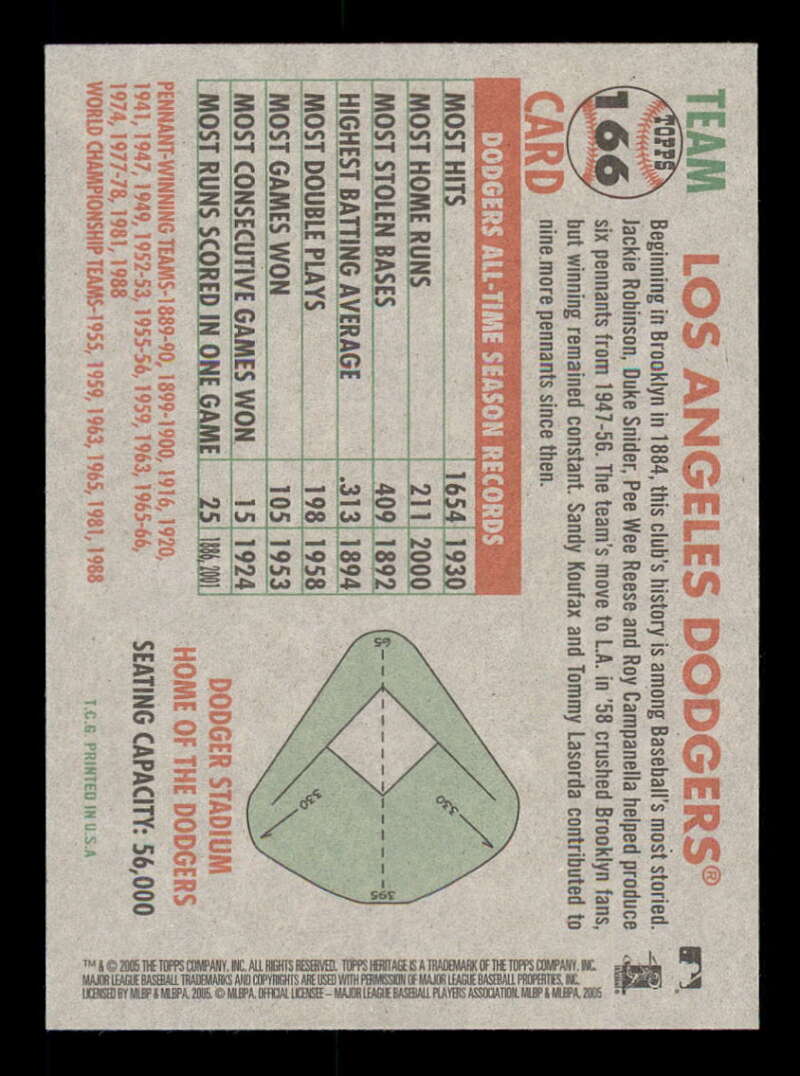 TEAM
TOPPS
166
CARD
LOS ANGELES DODGERS®
Beginning in Brooklyn in 1884, this club's history is among Baseball's most storied.
Jackie Robinson, Duke Snider, Pee Wee Reese and Roy Campanella helped produce
six pennants from 1947-56. The team's move to L.A. in '58 crushed Brooklyn fans,
but winning remained constant. Sandy Koufax and Tommy Lasorda contributed to
nine more pennants since then.
DODGERS ALL-TIME SEASON RECORDS
MOST HITS 1654 1930
MOST HOME RUNS 211 2000
MOST STOLEN BASES 409 1892
HIGHEST BATTING AVERAGE .313 1894
MOST DOUBLE PLAYS 198 1958
MOST GAMES WON 105 1953
MOST CONSECUTIVE GAMES WON 15 1924
MOST RUNS SCORED IN ONE GAME 25 1886, 2001
PENNANT-WINNING TEAMS-1889-90, 1899-1900, 1916, 1920,
1941, 1947, 1949, 1952-53, 1955-56, 1959, 1963, 1965-66,
1974, 1977-78, 1981, 1988
WORLD CHAMPIONSHIP TEAMS-1955, 1959, 1963, 1965, 1981, 1988
65
330
330
395
DODGER STADIUM
HOME OF THE DODGERS
SEATING CAPACITY: 56,000
T.C.G. PRINTED IN U.S.A
™ & © 2005 THE TOPPS COMPANY, INC. ALL RIGHTS RESERVED. TOPPS HERITAGE IS A TRADEMARK OF THE TOPPS COMPANY, INC.
MAJOR LEAGUE BASEBALL TRADEMARKS AND COPYRIGHTS ARE USED WITH PERMISSION OF MAJOR LEAGUE BASEBALL PROPERTIES, INC.
LICENSED BY MLBP & MLBPA, 2005. © MLBPA. OFFICIAL LICENSEE – MAJOR LEAGUE BASEBALL PLAYERS ASSOCIATION. MLBP & MLBPA, 2005